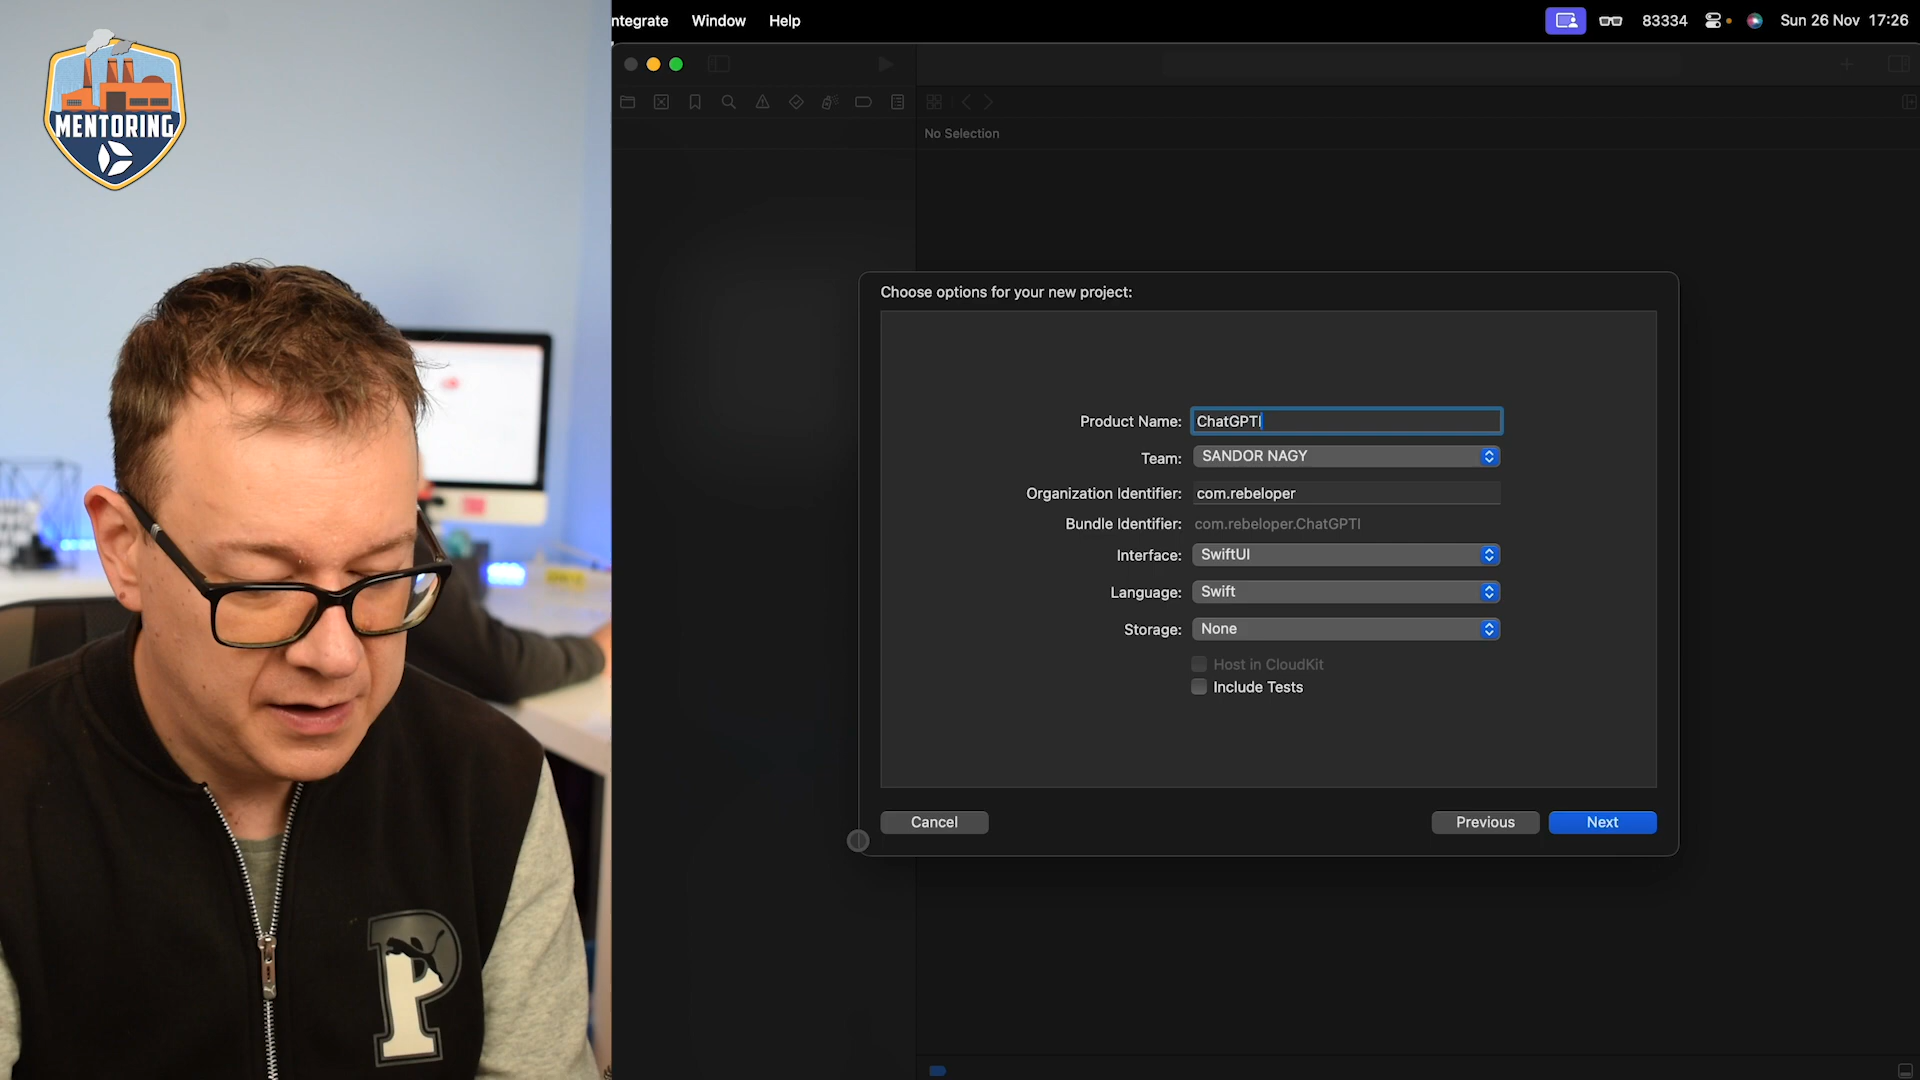 MENTORING
ntegrate Window Help
83334 Sun 26 Nov 17:26
No Selection
Choose options for your new project:
Product Name: ChatGPTI
Team: SANDOR NAGY
Organization Identifier: com.rebeloper
Bundle Identifier: com.rebeloper.ChatGPTI
Interface: SwiftUI
Language: Swift
Storage: None
Host in CloudKit
Include Tests
Cancel Previous Next
P